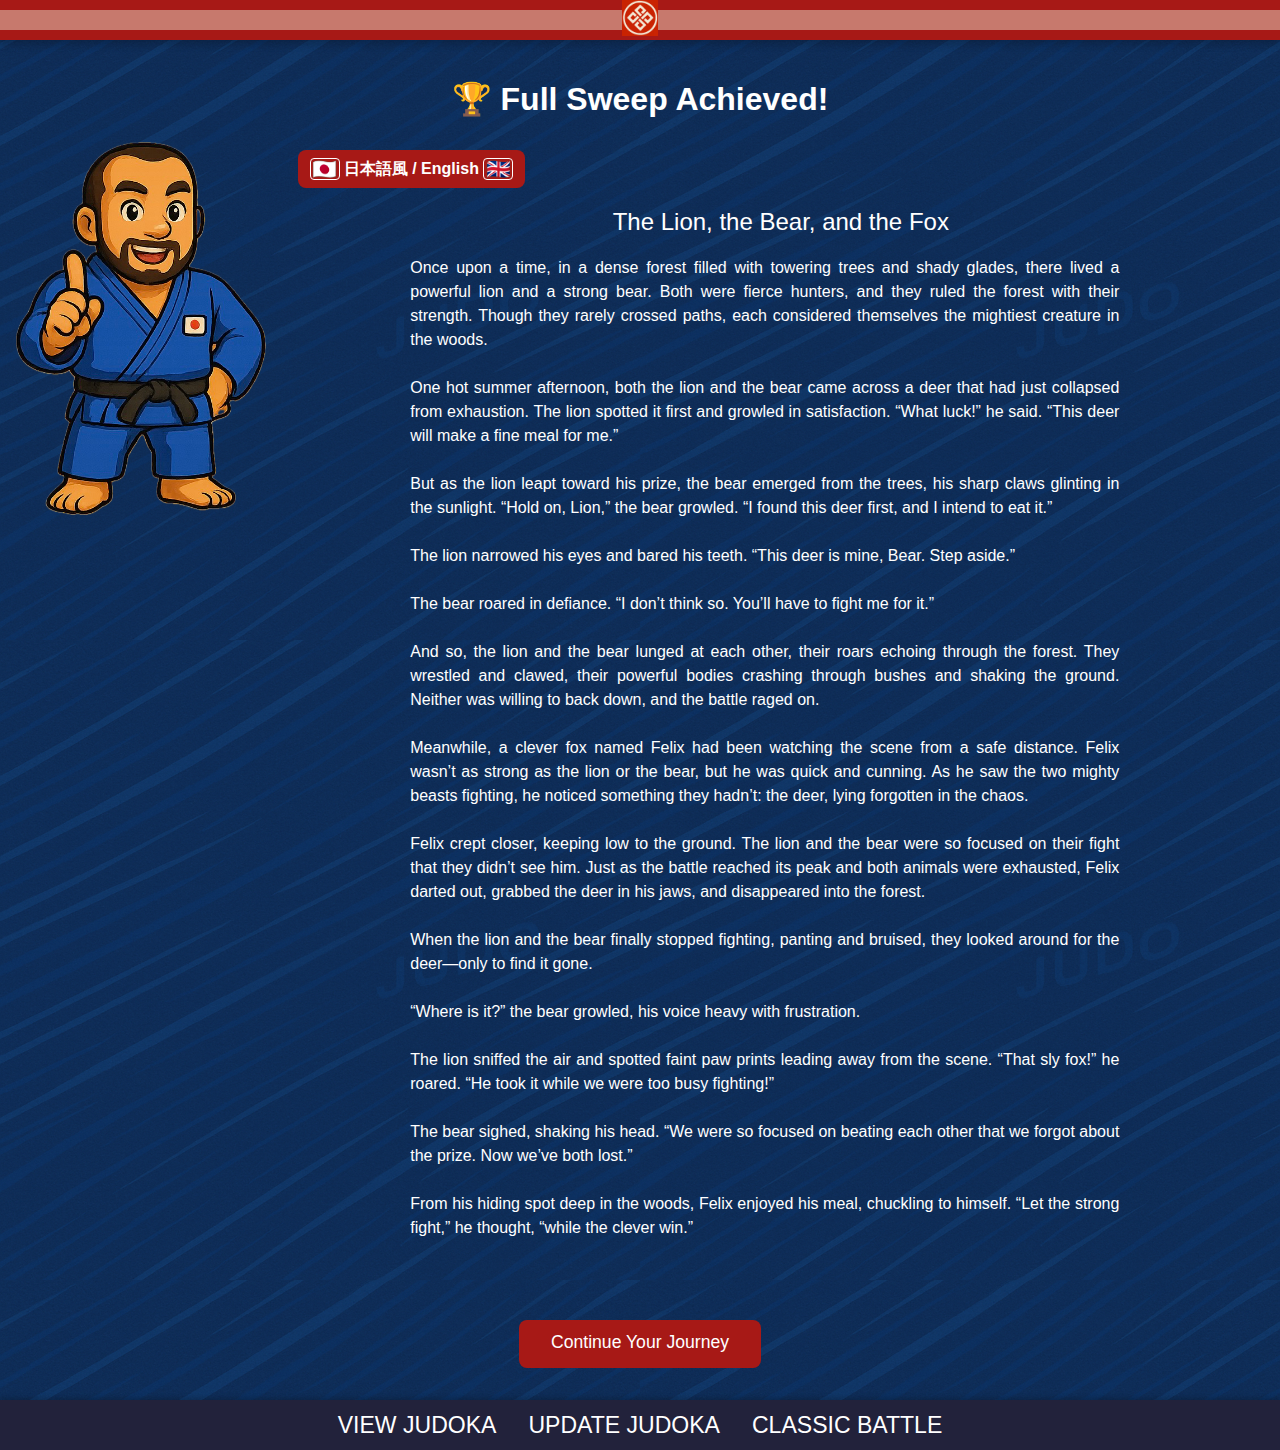 🏆 Full Sweep Achieved!
🇯🇵 日本語風 / English 🇬🇧
The Lion, the Bear, and the Fox
Once upon a time, in a dense forest filled with towering trees and shady glades, there lived a
powerful lion and a strong bear. Both were fierce hunters, and they ruled the forest with their
strength. Though they rarely crossed paths, each considered themselves the mightiest creature in
the woods.
One hot summer afternoon, both the lion and the bear came across a deer that had just collapsed
from exhaustion. The lion spotted it first and growled in satisfaction. “What luck!” he said. “This deer
will make a fine meal for me.”
But as the lion leapt toward his prize, the bear emerged from the trees, his sharp claws glinting in
the sunlight. “Hold on, Lion,” the bear growled. “I found this deer first, and I intend to eat it.”
The lion narrowed his eyes and bared his teeth. “This deer is mine, Bear. Step aside.”
The bear roared in defiance. “I don’t think so. You’ll have to fight me for it.”
And so, the lion and the bear lunged at each other, their roars echoing through the forest. They
wrestled and clawed, their powerful bodies crashing through bushes and shaking the ground.
Neither was willing to back down, and the battle raged on.
Meanwhile, a clever fox named Felix had been watching the scene from a safe distance. Felix
wasn’t as strong as the lion or the bear, but he was quick and cunning. As he saw the two mighty
beasts fighting, he noticed something they hadn’t: the deer, lying forgotten in the chaos.
Felix crept closer, keeping low to the ground. The lion and the bear were so focused on their fight
that they didn’t see him. Just as the battle reached its peak and both animals were exhausted, Felix
darted out, grabbed the deer in his jaws, and disappeared into the forest.
When the lion and the bear finally stopped fighting, panting and bruised, they looked around for the
deer—only to find it gone.
“Where is it?” the bear growled, his voice heavy with frustration.
The lion sniffed the air and spotted faint paw prints leading away from the scene. “That sly fox!” he
roared. “He took it while we were too busy fighting!”
The bear sighed, shaking his head. “We were so focused on beating each other that we forgot about
the prize. Now we’ve both lost.”
From his hiding spot deep in the woods, Felix enjoyed his meal, chuckling to himself. “Let the strong
fight,” he thought, “while the clever win.”
JUDO
JUDO
Continue Your Journey
VIEW JUDOKA UPDATE JUDOKA CLASSIC BATTLE